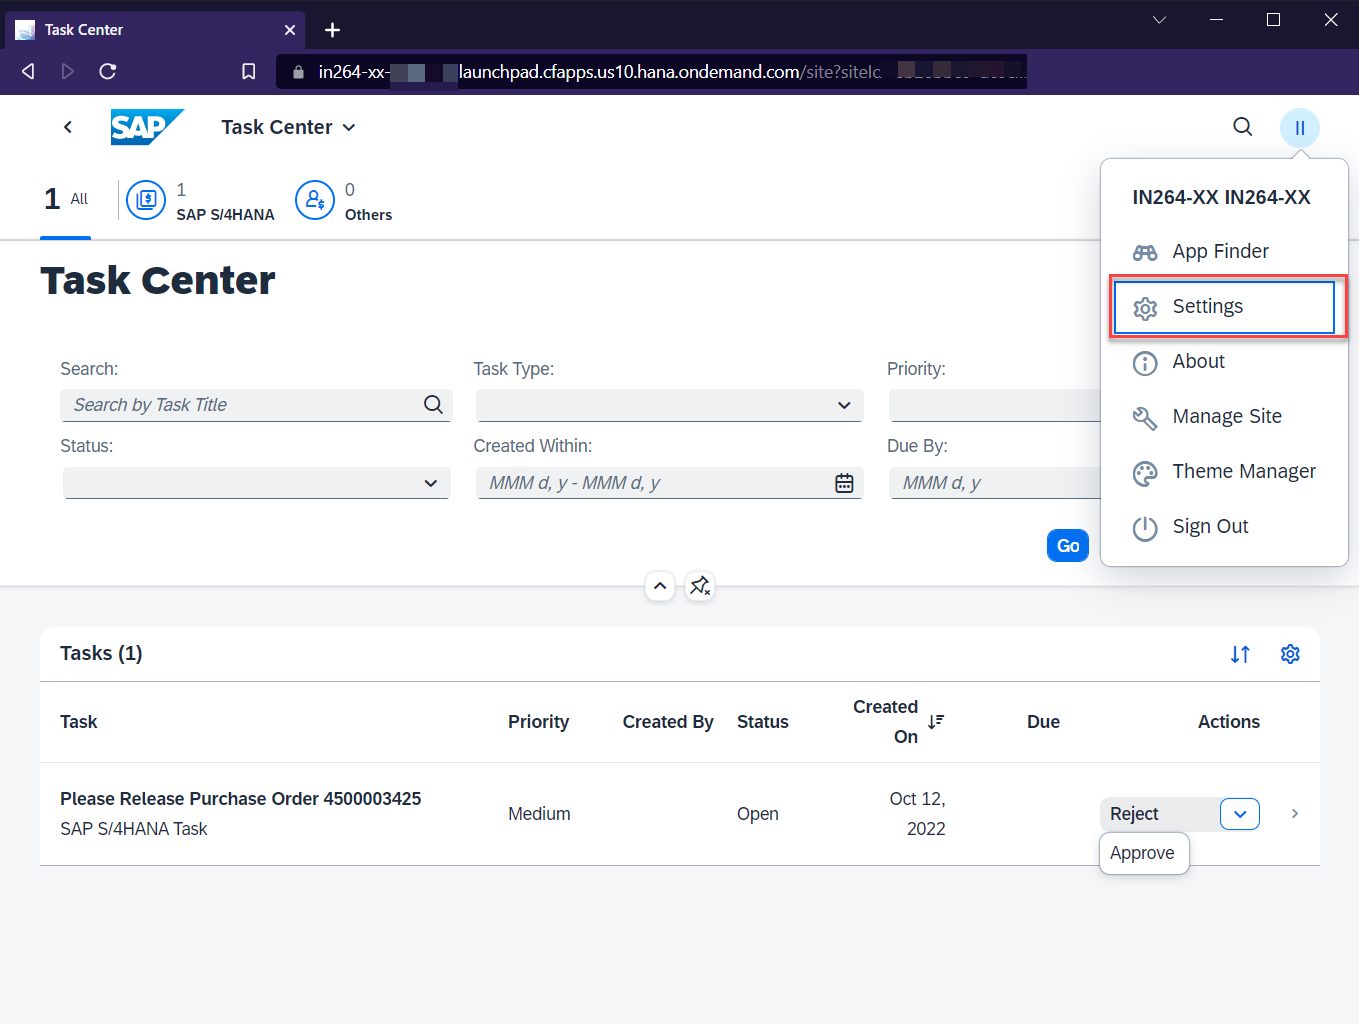 Task Center
in264-xx-
launchpad.cfapps.us10.hana.ondemand.com/site?siteId
SAP
Task Center
II
1 All
1
SAP S/4HANA
0
Others
IN264-XX IN264-XX
App Finder
Settings
About
Manage Site
Theme Manager
Sign Out
Task Center
Search:
Task Type:
Priority:
Search by Task Title
Status:
Created Within:
Due By:
MMM d, y - MMM d, y
MMM d, y
Go
Tasks (1)
Task
Priority
Created By
Status
Created
On
Due
Actions
Please Release Purchase Order 4500003425
SAP S/4HANA Task
Medium
Open
Oct 12,
2022
Reject
Approve